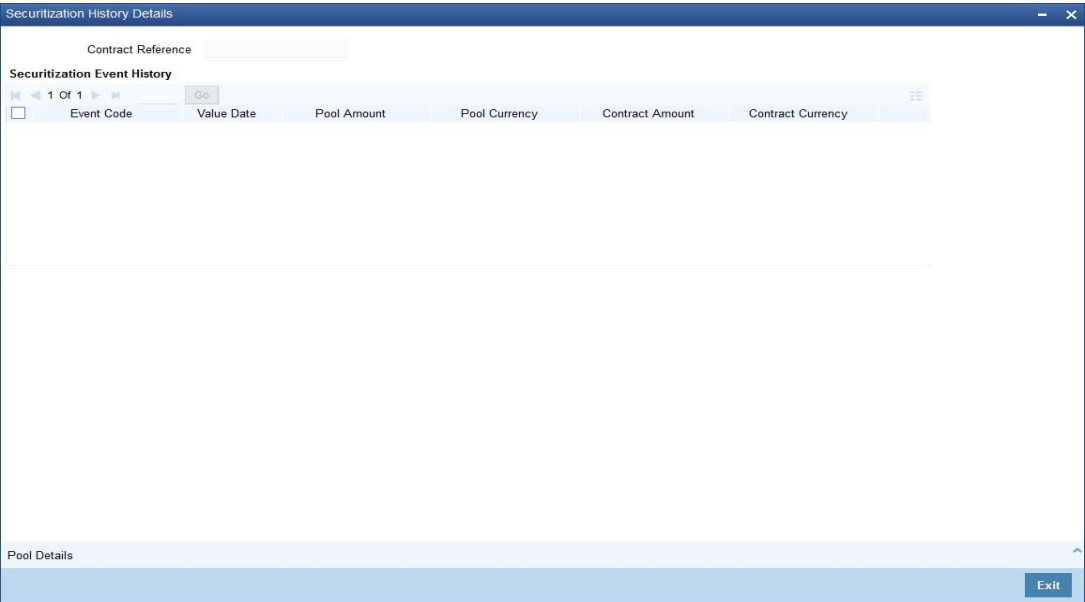 Securitization History Details
Contract Reference
Securitization Event History
1 Of 1 Go
Event Code Value Date Pool Amount Pool Currency Contract Amount Contract Currency
Pool Details
Exit